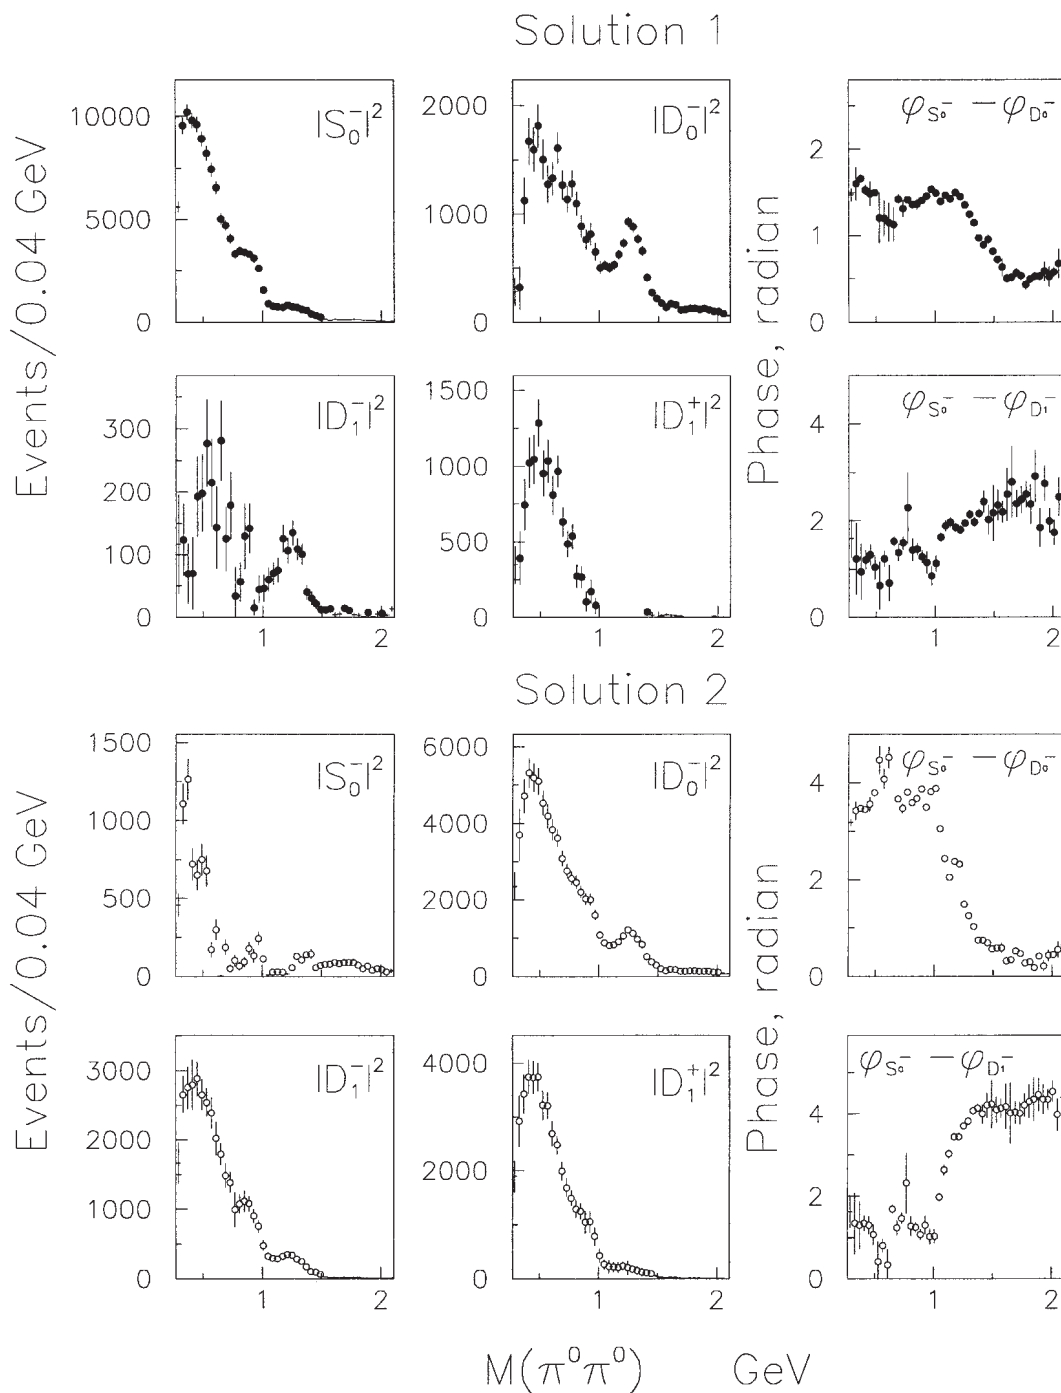 Solution 1
Events/0.04 GeV
10000
5000
0
|S₀⁻|²
2000
1000
0
|D₀⁻|²
Phase, radian
2
1
0
φS₀⁻ −φD₀⁻
300
200
100
0
|D₁⁻|²
1 2
1500
1000
500
0
|D₁⁺|²
1 2
4
2
0
φS₀⁻ −φD₁⁻
1 2
Solution 2
Events/0.04 GeV
1500
1000
500
0
|S₀⁻|²
6000
4000
2000
0
|D₀⁻|²
Phase, radian
4
2
0
φS₀⁻ −φD₀⁻
3000
2000
1000
0
|D₁⁻|²
1 2
4000
2000
0
|D₁⁺|²
1 2
6
4
2
0
φS₀⁻ −φD₁⁻
1 2
M(π⁰π⁰) GeV